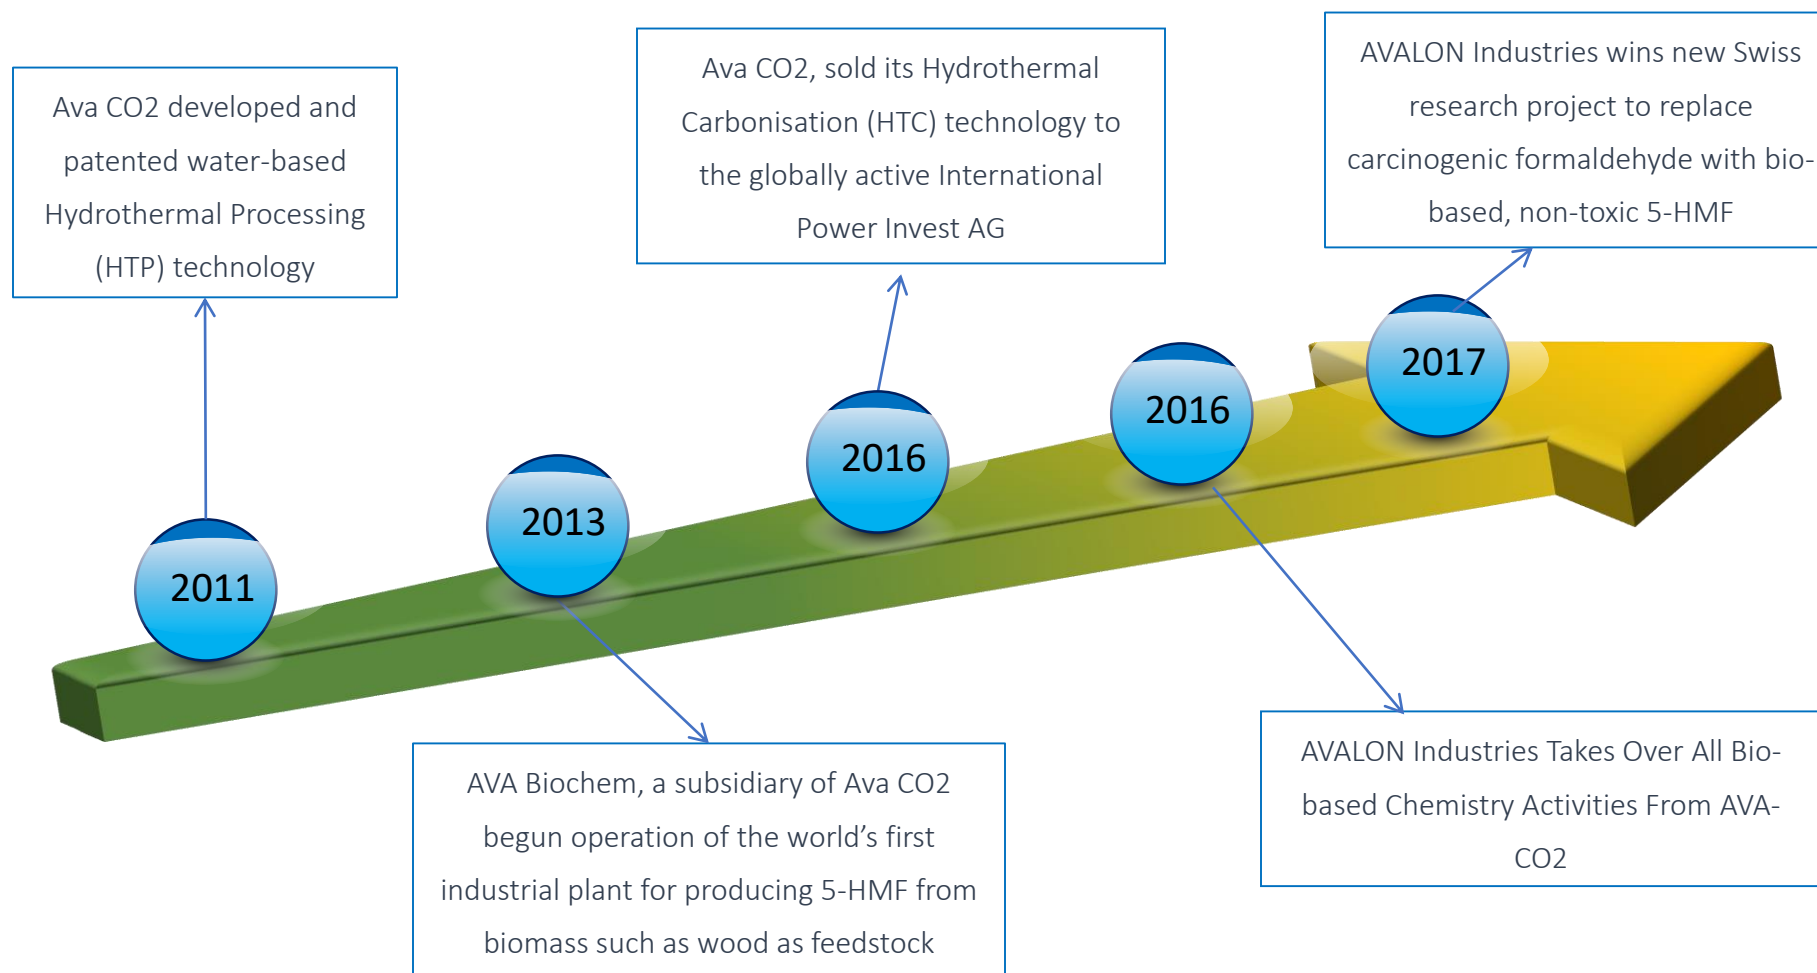 Ava CO2 developed and
patented water-based
Hydrothermal Processing
(HTP) technology
Ava CO2, sold its Hydrothermal
Carbonisation (HTC) technology to
the globally active International
Power Invest AG
AVALON Industries wins new Swiss
research project to replace
carcinogenic formaldehyde with bio-
based, non-toxic 5-HMF
2011
2013
2016
2016
2017
AVA Biochem, a subsidiary of Ava CO2
begun operation of the world’s first
industrial plant for producing 5-HMF from
biomass such as wood as feedstock
AVALON Industries Takes Over All Bio-
based Chemistry Activities From AVA-
CO2